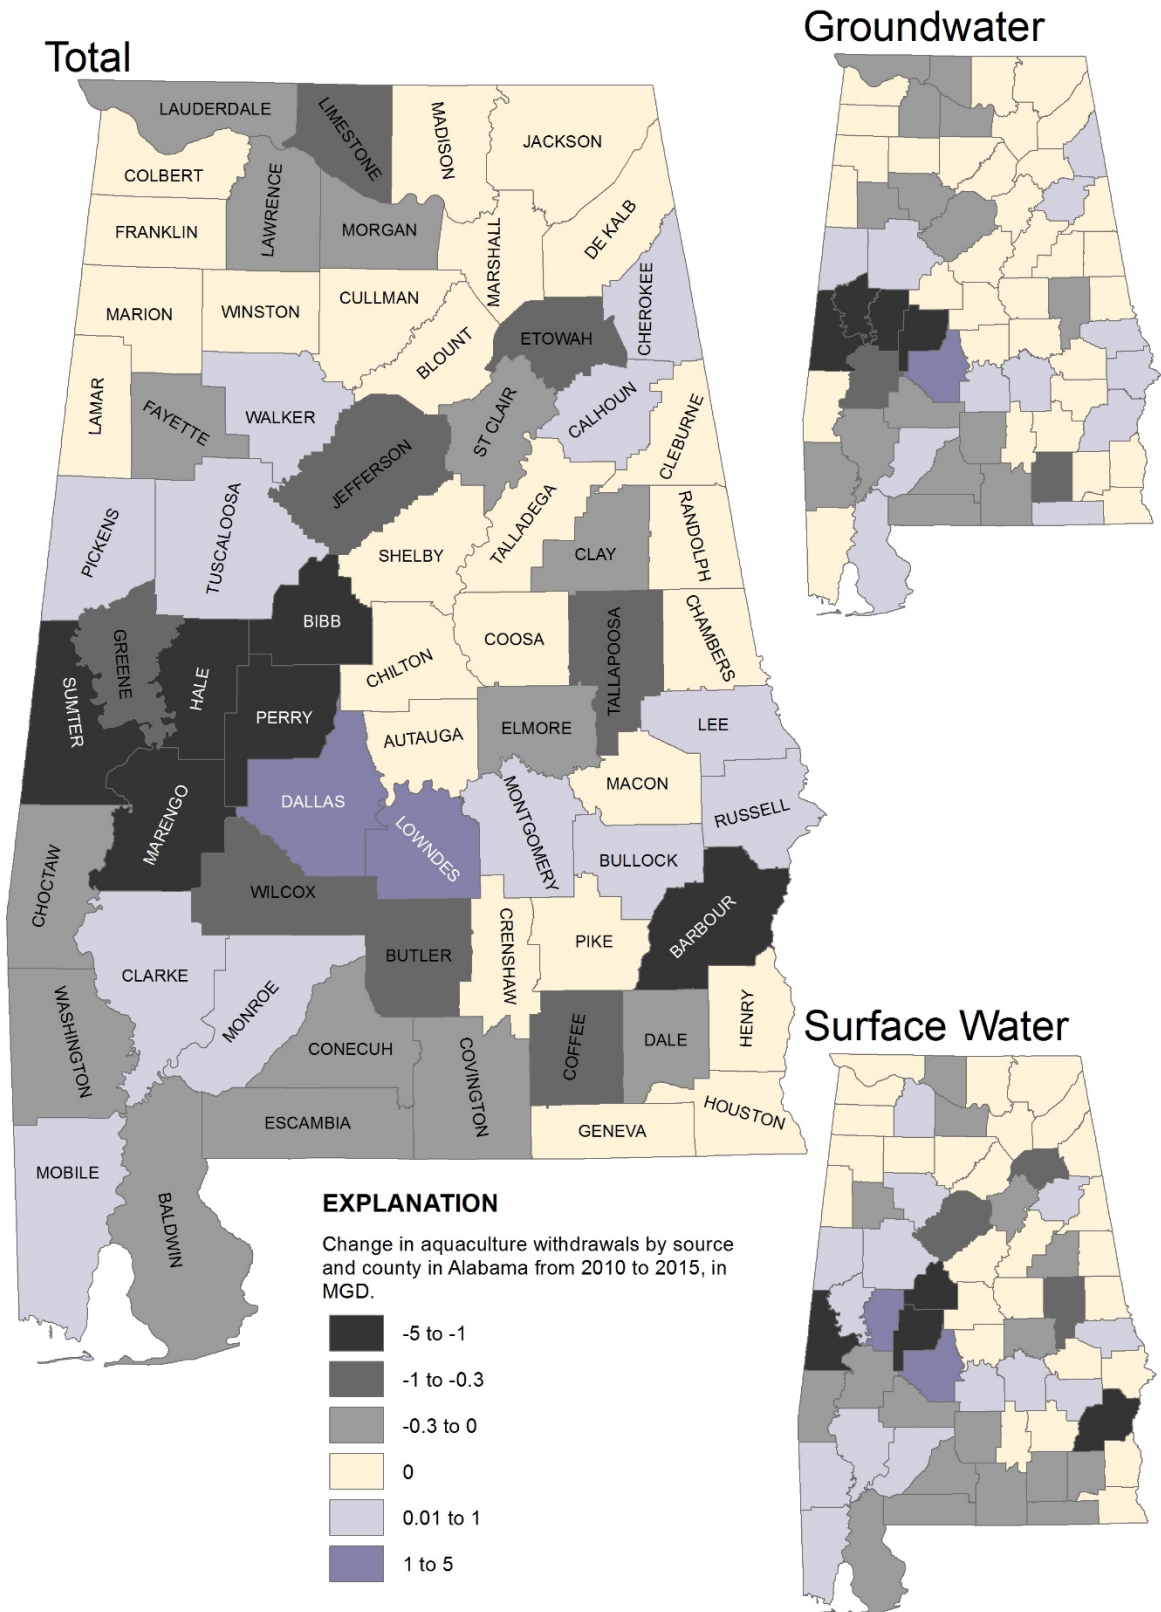 Total
Groundwater
LAUDERDALE
LIMESTONE
MADISON
JACKSON
COLBERT
LAWRENCE
FRANKLIN
MORGAN
MARSHALL
DE KALB
CHEROKEE
MARION
WINSTON
CULLMAN
BLOUNT
ETOWAH
LAMAR
FAYETTE
WALKER
JEFFERSON
ST CLAIR
CALHOUN
CLEBURNE
PICKENS
TUSCALOOSA
SHELBY
TALLADEGA
CLAY
RANDOLPH
BIBB
GREENE
HALE
SUMTER
PERRY
CHILTON
COOSA
TALLAPOOSA
CHAMBERS
AUTAUGA
ELMORE
LEE
MACON
DALLAS
MARENGO
LOWNDES
MONTGOMERY
RUSSELL
BULLOCK
CHOCTAW
WILCOX
BARBOUR
CRENSHAW
PIKE
BUTLER
CLARKE
MONROE
WASHINGTON
CONECUH
COVINGTON
COFFEE
DALE
HENRY
Surface Water
ESCAMBIA
GENEVA
HOUSTON
MOBILE
BALDWIN
EXPLANATION
Change in aquaculture withdrawals by source
and county in Alabama from 2010 to 2015, in
MGD.
-5 to -1
-1 to -0.3
-0.3 to 0
0
0.01 to 1
1 to 5